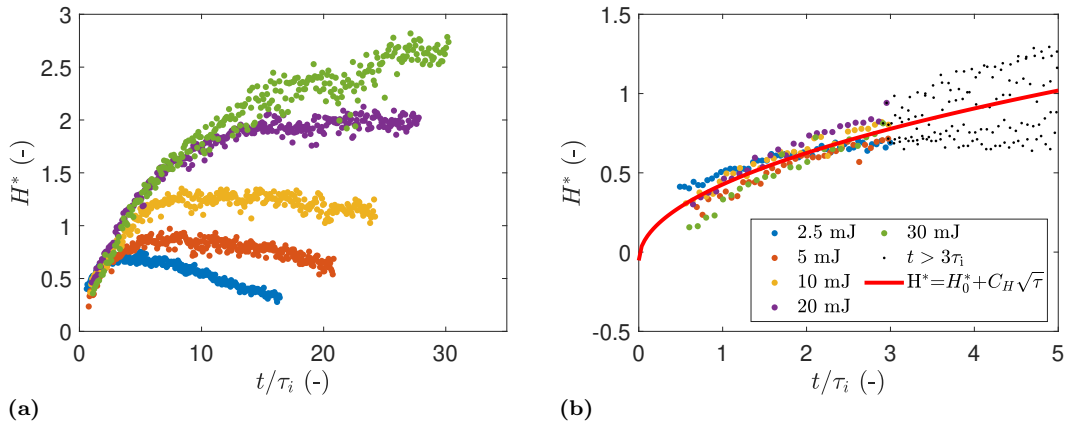 3
2.5
2
1.5
1
0.5
0
H* (-)
0 10 20 30
t/τᵢ (-)
(a)
1.5
1
0.5
0
-0.5
H* (-)
2.5 mJ
5 mJ
10 mJ
20 mJ
30 mJ
t > 3τᵢ
H*=H₀*+C_H√τ
0 1 2 3 4 5
t/τᵢ (-)
(b)